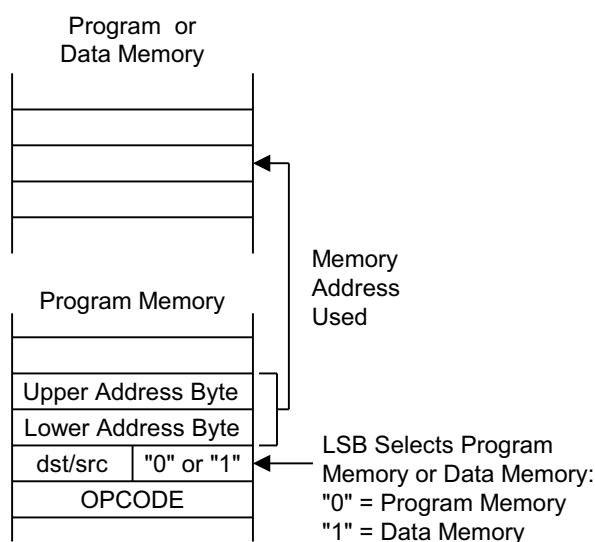 Program or
Data Memory
Memory
Address
Used
Program Memory
Upper Address Byte
Lower Address Byte
dst/src "0" or "1"
OPCODE
LSB Selects Program
Memory or Data Memory:
"0" = Program Memory
"1" = Data Memory